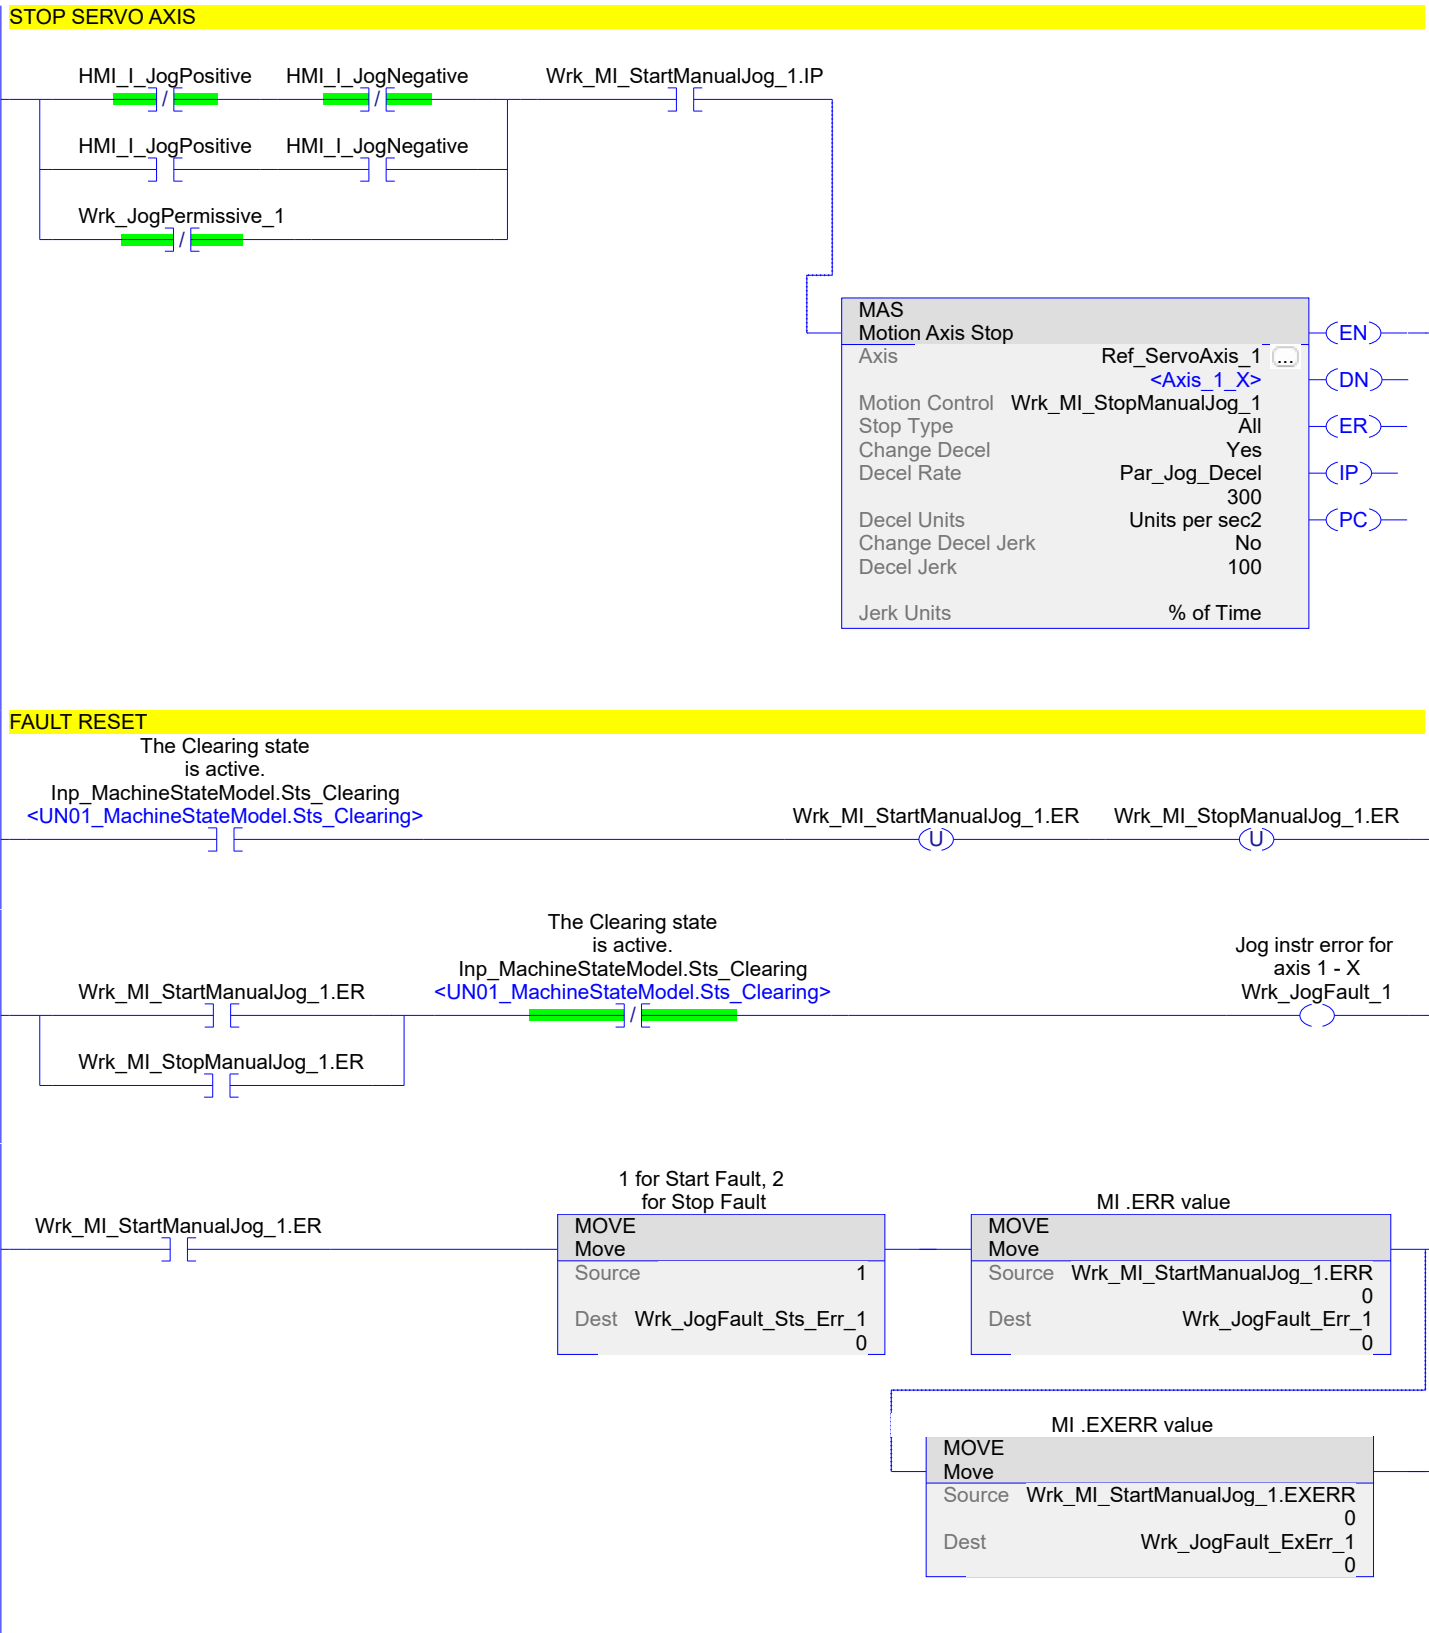 STOP SERVO AXIS
HMI_I_JogPositive HMI_I_JogNegative Wrk_MI_StartManualJog_1.IP
/ /
HMI_I_JogPositive HMI_I_JogNegative
Wrk_JogPermissive_1
/
MAS
Motion Axis Stop EN
Axis Ref_ServoAxis_1 ...
<Axis_1_X> DN
Motion Control Wrk_MI_StopManualJog_1
Stop Type All ER
Change Decel Yes
Decel Rate Par_Jog_Decel IP
300
Decel Units Units per sec2 PC
Change Decel Jerk No
Decel Jerk 100
Jerk Units % of Time
FAULT RESET
The Clearing state
is active.
Inp_MachineStateModel.Sts_Clearing
<UN01_MachineStateModel.Sts_Clearing> Wrk_MI_StartManualJog_1.ER Wrk_MI_StopManualJog_1.ER
U U
The Clearing state
is active. Jog instr error for
Inp_MachineStateModel.Sts_Clearing axis 1 - X
Wrk_MI_StartManualJog_1.ER <UN01_MachineStateModel.Sts_Clearing> Wrk_JogFault_1
/
Wrk_MI_StopManualJog_1.ER
1 for Start Fault, 2
for Stop Fault MI .ERR value
Wrk_MI_StartManualJog_1.ER MOVE MOVE
Move Move
Source 1 Source Wrk_MI_StartManualJog_1.ERR
0
Dest Wrk_JogFault_Sts_Err_1 Dest Wrk_JogFault_Err_1
0 0
MI .EXERR value
MOVE
Move
Source Wrk_MI_StartManualJog_1.EXERR
0
Dest Wrk_JogFault_ExErr_1
0